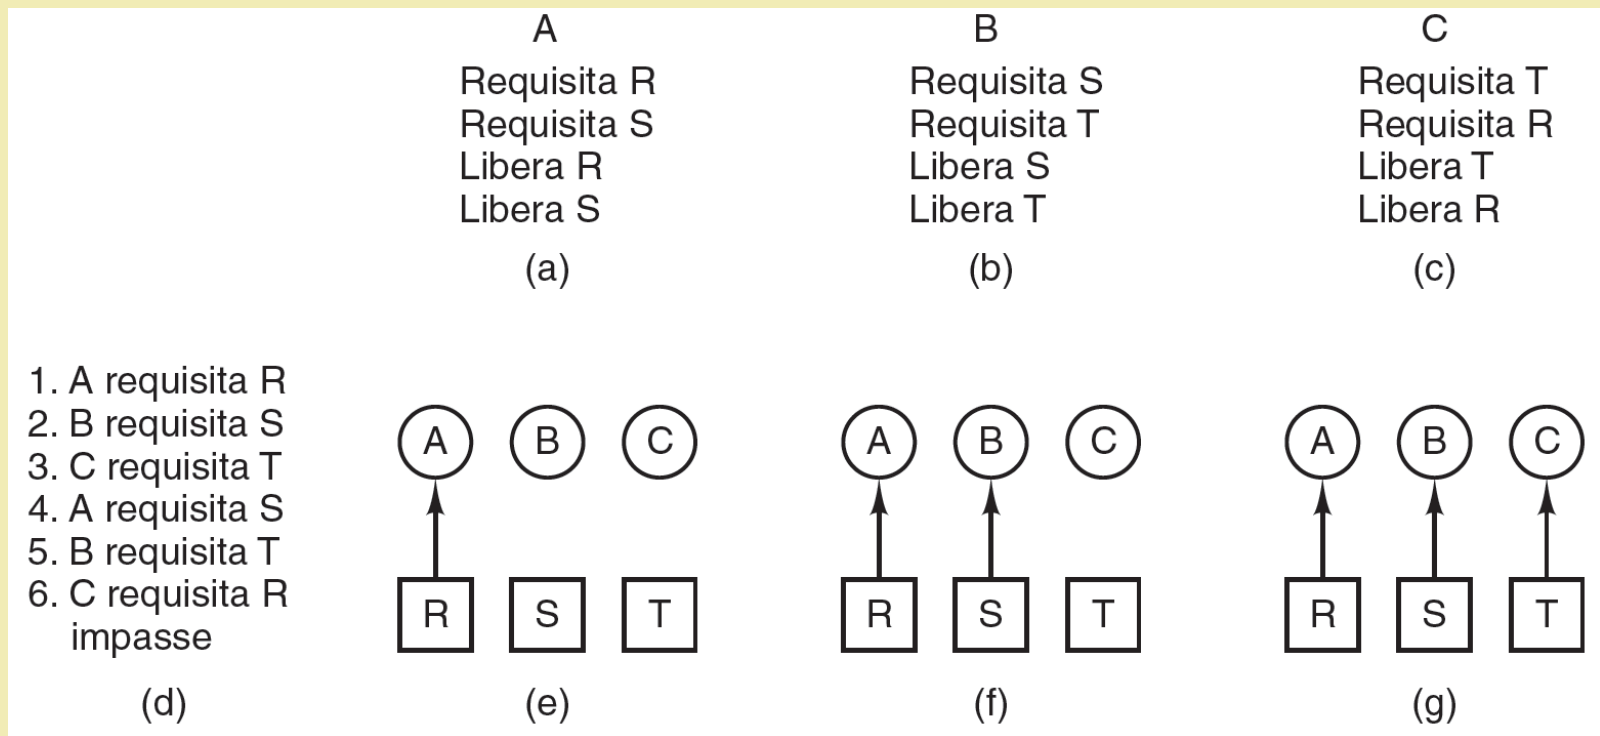 A
Requisita R
Requisita S
Libera R
Libera S
(a)
B
Requisita S
Requisita T
Libera S
Libera T
(b)
C
Requisita T
Requisita R
Libera T
Libera R
(c)
1. A requisita R
2. B requisita S
3. C requisita T
4. A requisita S
5. B requisita T
6. C requisita R
impasse
(d)
A B C
R S T
(e)
A B C
R S T
(f)
A B C
R S T
(g)